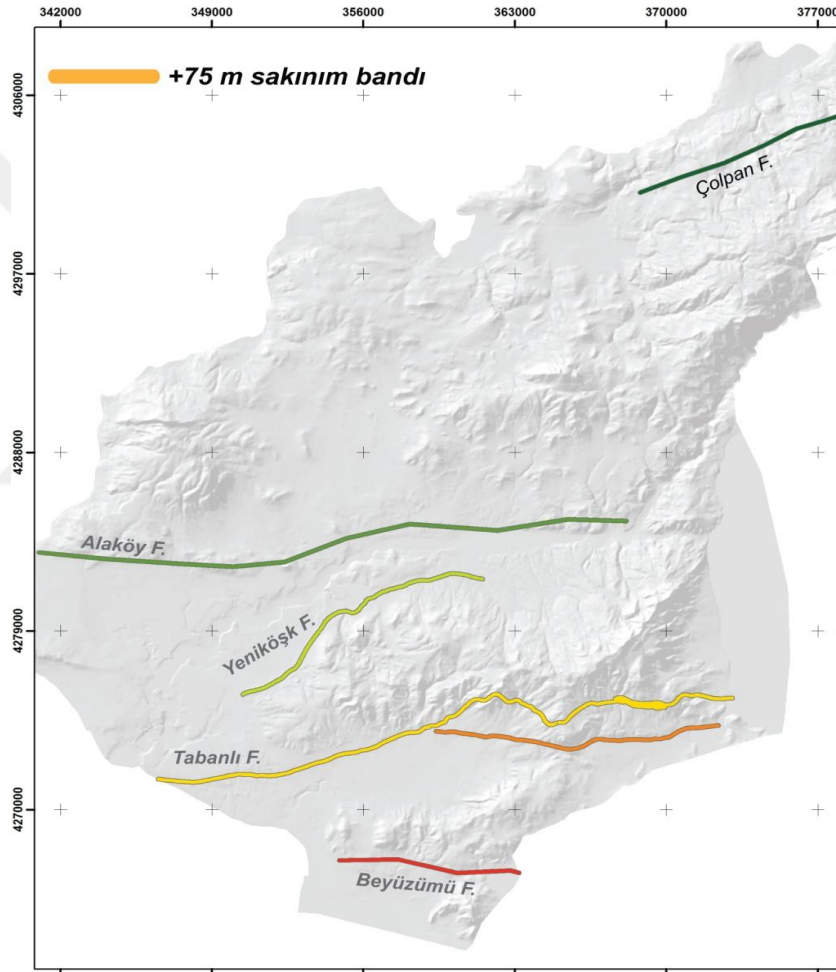 342000 349000 356000 363000 370000 377000
+75 m sakınım bandı
4306000
Çolpan F.
4297000
4288000
Alaköy F.
4279000
Yeniköşk F.
Tabanlı F.
4270000
Beyüzümü F.